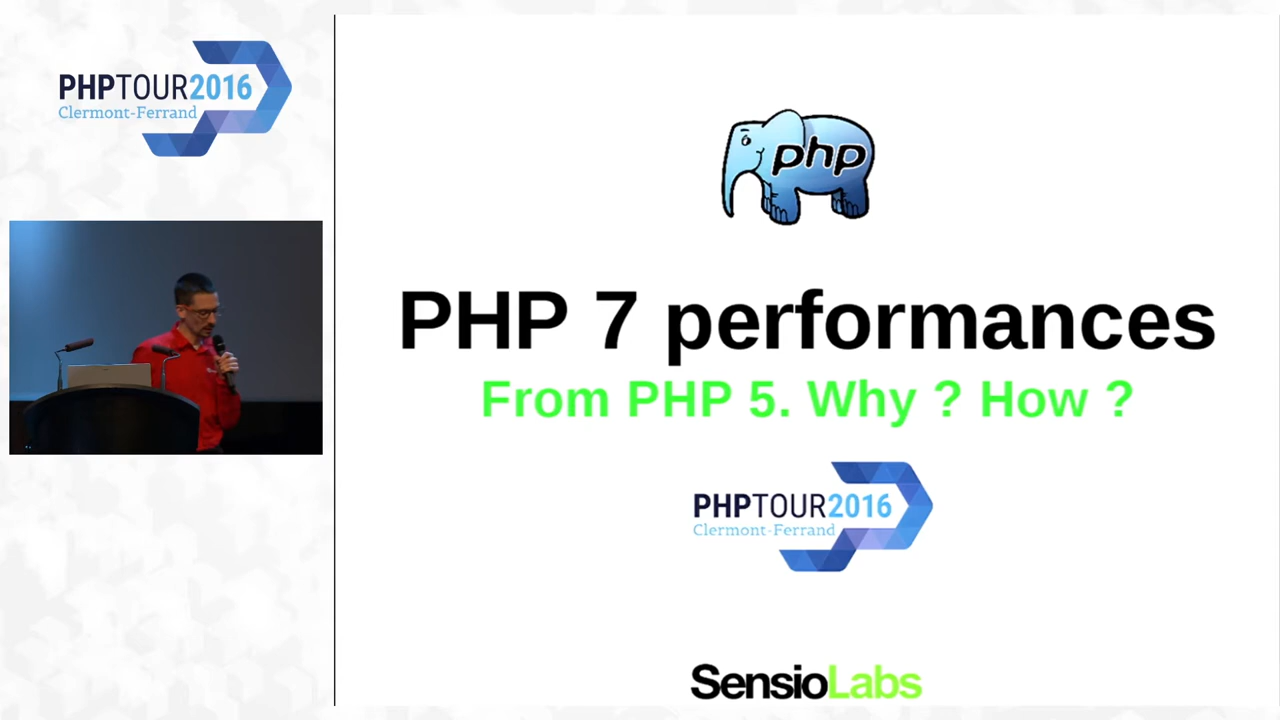 PHPTOUR2016
Clermont-Ferrand
php
PHP 7 performances
From PHP 5. Why ? How ?
PHPTOUR2016
Clermont-Ferrand
SensioLabs